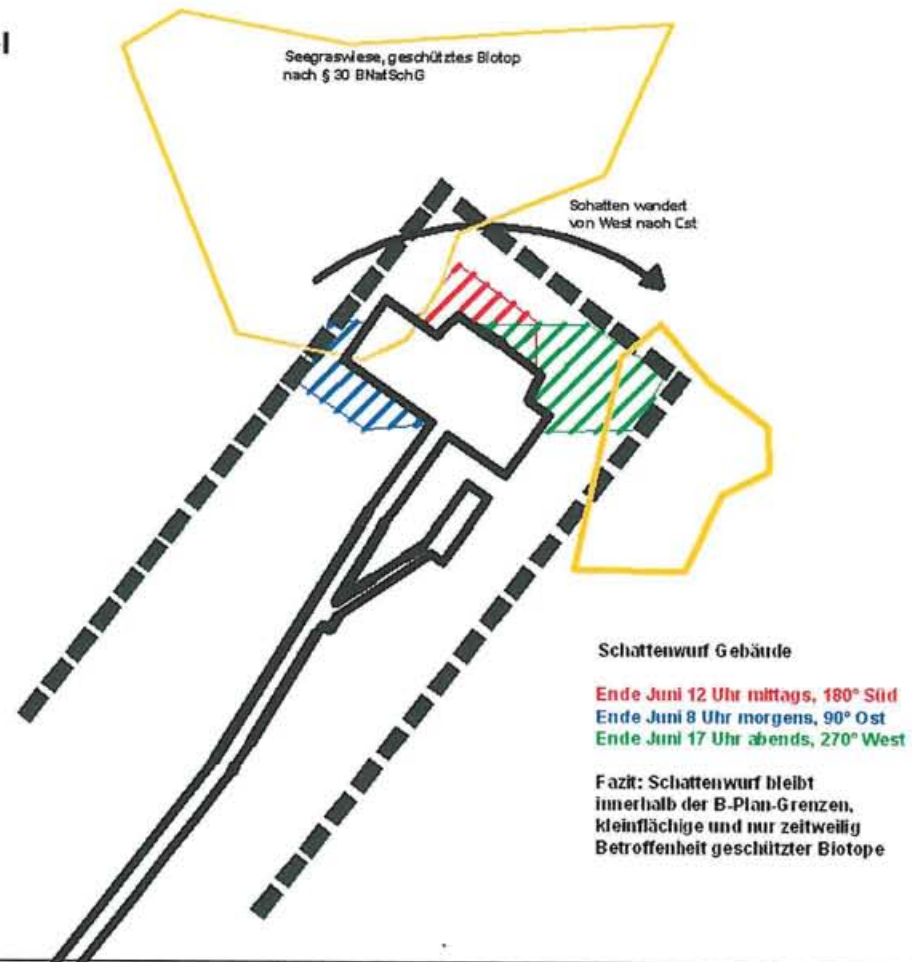 l
Seegraswiese, geschütztes Biotop
nach § 30 BNatSchG
Schatten wandert
von West nach Cst
Schattenwurf Gebäude
Ende Juni 12 Uhr mittags, 180° Süd
Ende Juni 8 Uhr morgens, 90° Ost
Ende Juni 17 Uhr abends, 270° West
Fazit: Schattenwurf bleibt
innerhalb der B-Plan-Grenzen,
kleinflächige und nur zeitweilig
Betroffenheit geschützter Biotope